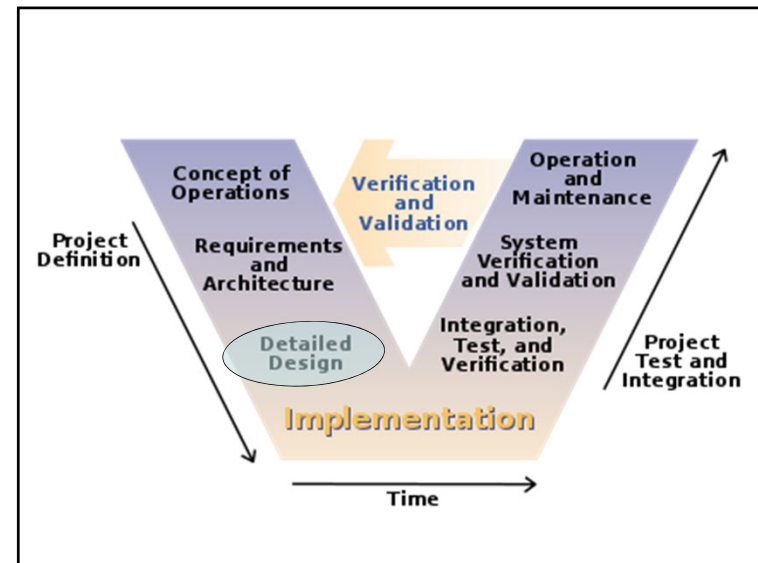 Concept of
Operations
Verification
and
Validation
Operation
and
Maintenance
Project
Definition
Requirements
and
Architecture
System
Verification
and Validation
Detailed
Design
Integration,
Test, and
Verification
Project
Test and
Integration
Implementation
Time